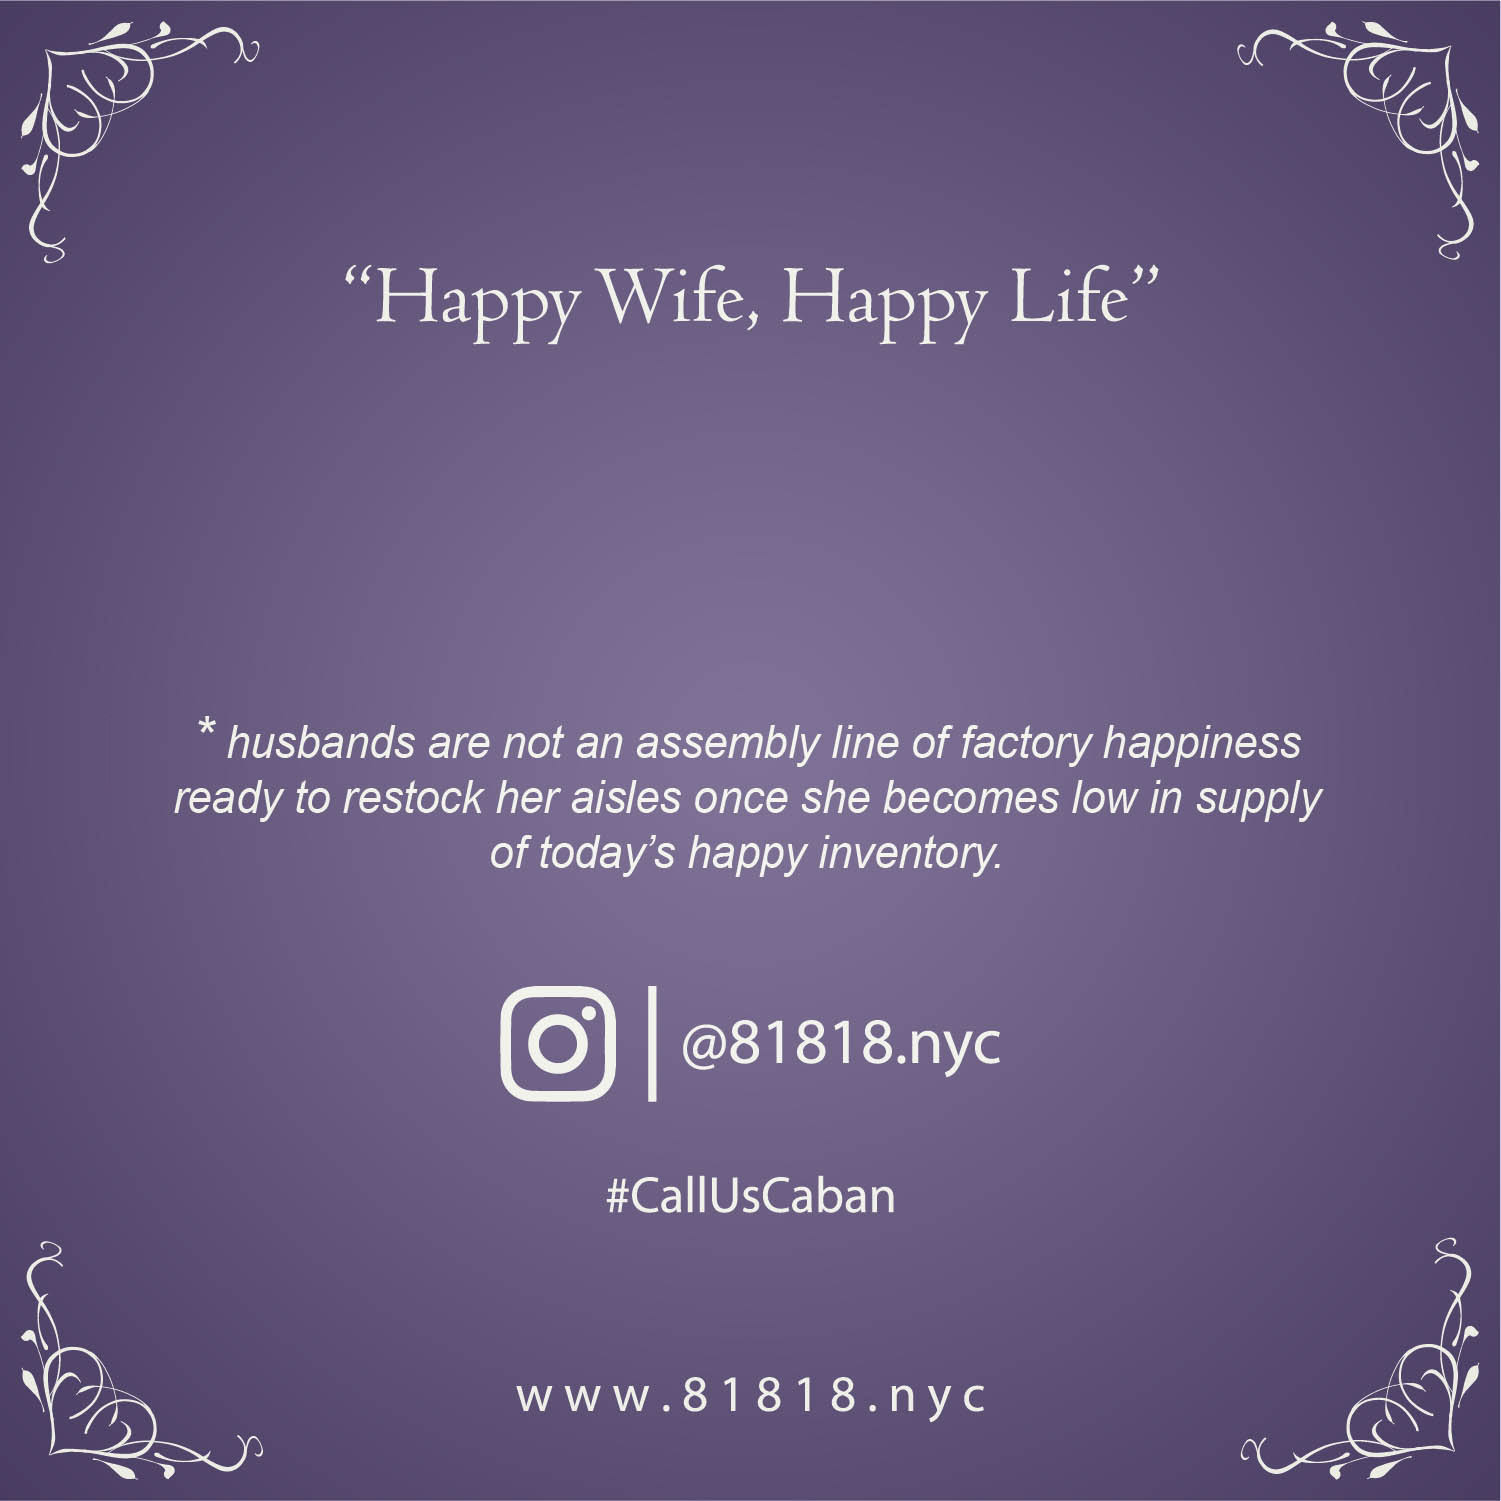 “Happy Wife, Happy Life”
* husbands are not an assembly line of factory happiness
ready to restock her aisles once she becomes low in supply
of today’s happy inventory.
@81818.nyc
#CallUsCaban
www.81818.nyc